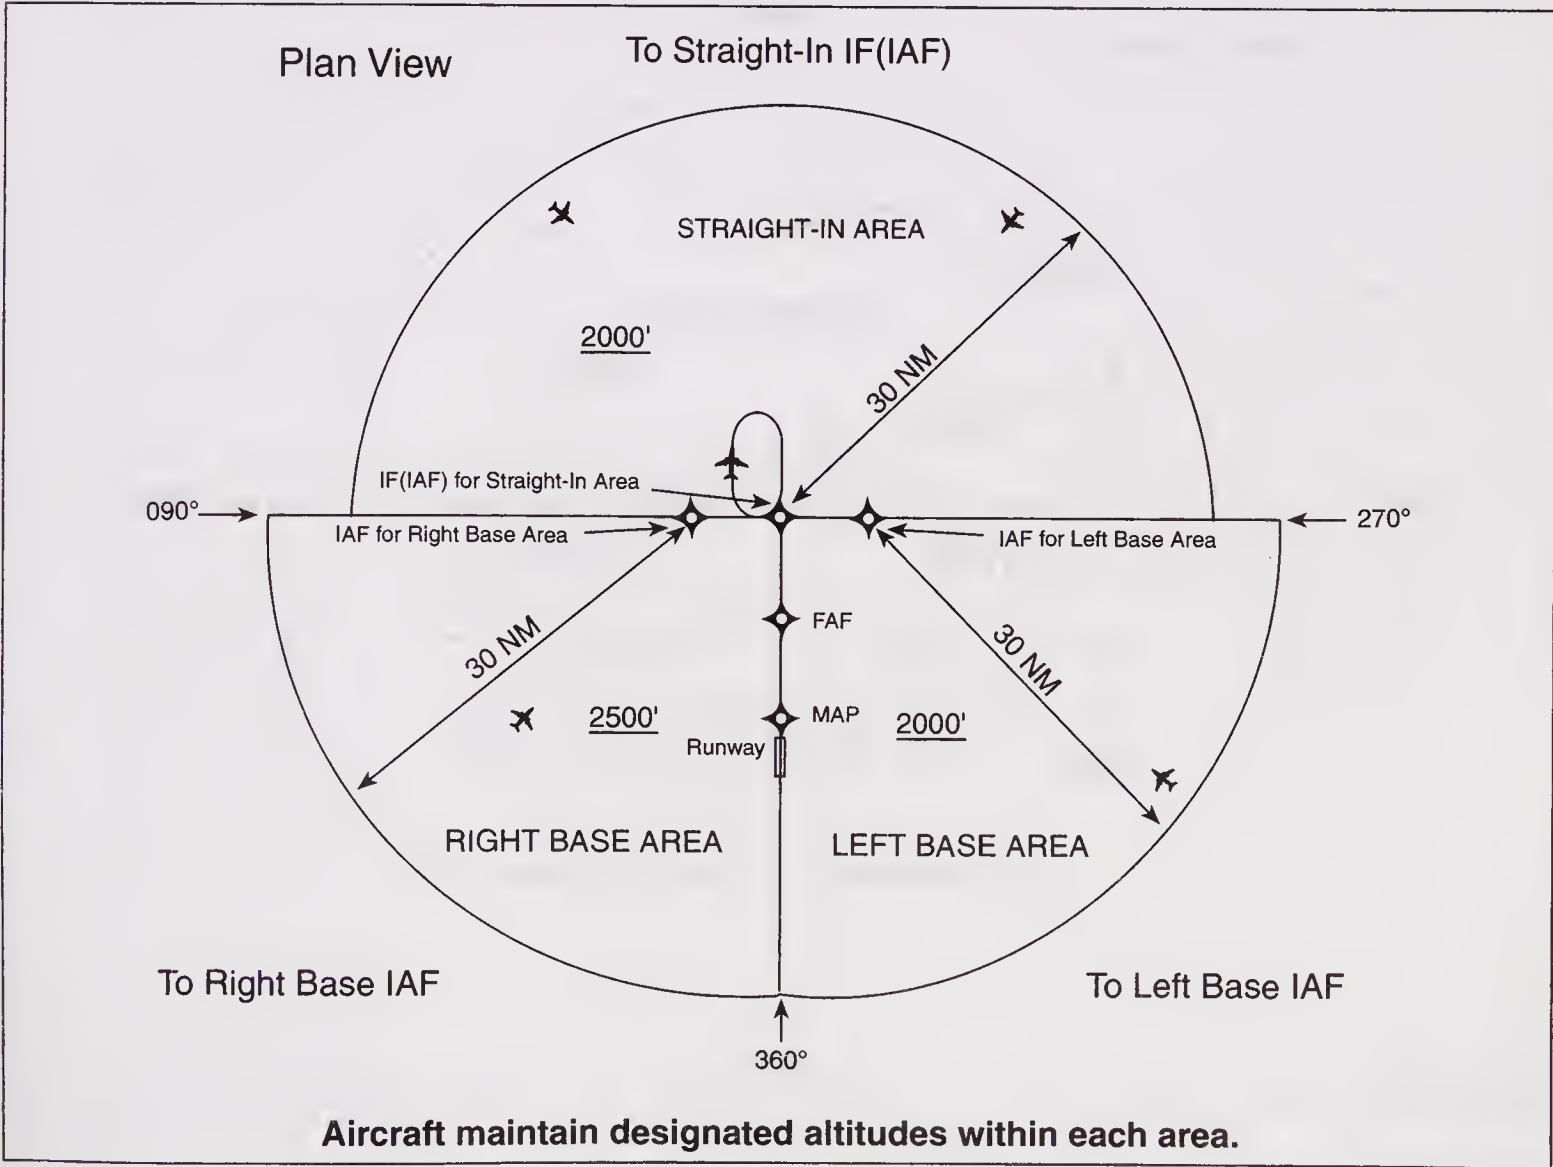 Plan View
To Straight-In IF(IAF)
STRAIGHT-IN AREA
2000'
30 NM
IF(IAF) for Straight-In Area
090°
270°
IAF for Right Base Area
IAF for Left Base Area
30 NM
FAF
30 NM
2500'
MAP
2000'
Runway
RIGHT BASE AREA
LEFT BASE AREA
To Right Base IAF
To Left Base IAF
360°
Aircraft maintain designated altitudes within each area.